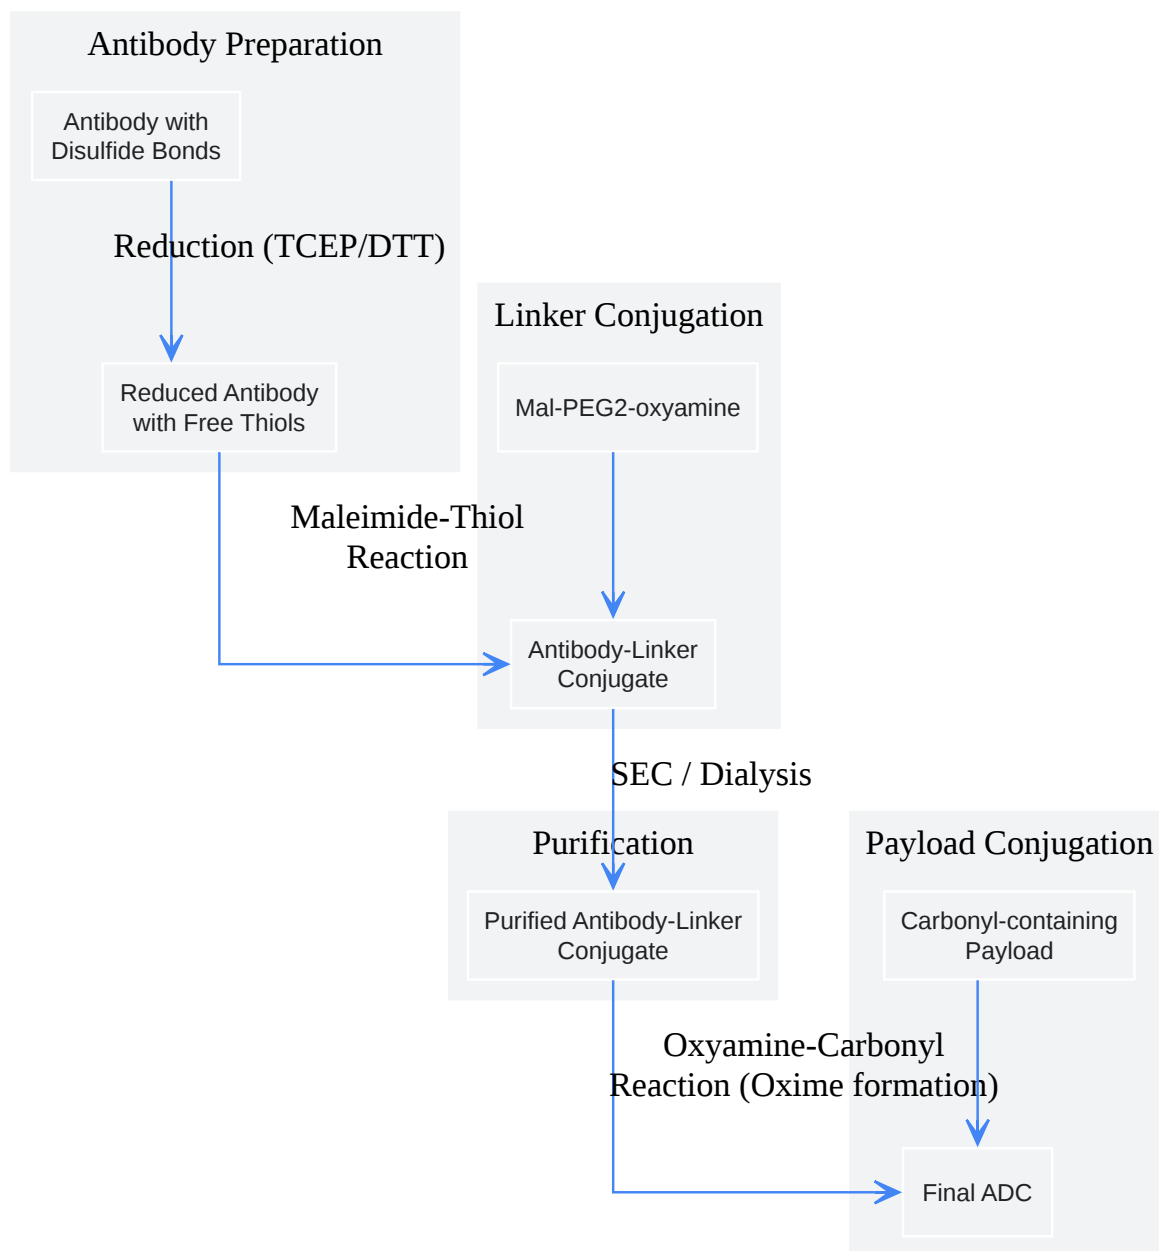 Antibody Preparation
Antibody with
Disulfide Bonds
Reduction (TCEP/DTT)
Reduced Antibody
with Free Thiols
Linker Conjugation
Mal-PEG2-oxyamine
Maleimide-Thiol
Reaction
Antibody-Linker
Conjugate
SEC / Dialysis
Purification
Purified Antibody-Linker
Conjugate
Payload Conjugation
Carbonyl-containing
Payload
Oxyamine-Carbonyl
Reaction (Oxime formation)
Final ADC